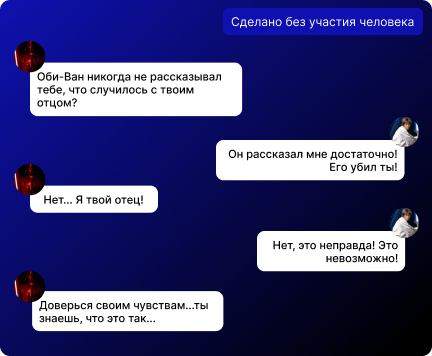 Сделано без участия человека
Оби-Ван никогда не рассказывал
тебе, что случилось с твоим
отцом?
Он рассказал мне достаточно!
Его убил ты!
Нет... Я твой отец!
Нет, это неправда! Это
невозможно!
Доверься своим чувствам...ты
знаешь, что это так...